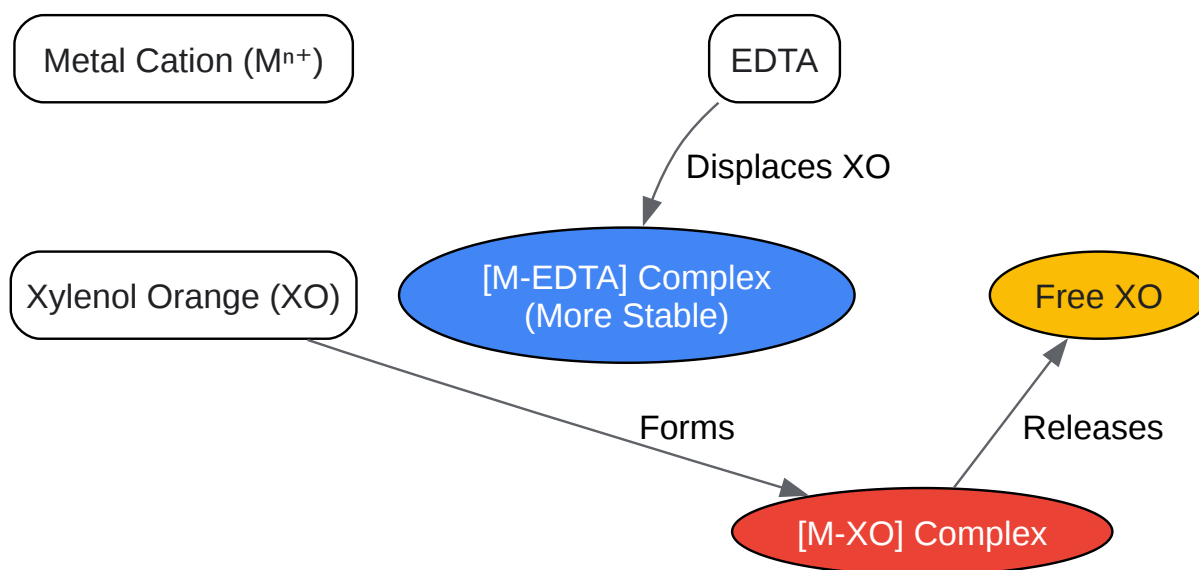 Metal Cation (Mⁿ⁺)
EDTA
Displaces XO
Xylenol Orange (XO)
[M-EDTA] Complex
(More Stable)
Free XO
Forms
Releases
[M-XO] Complex